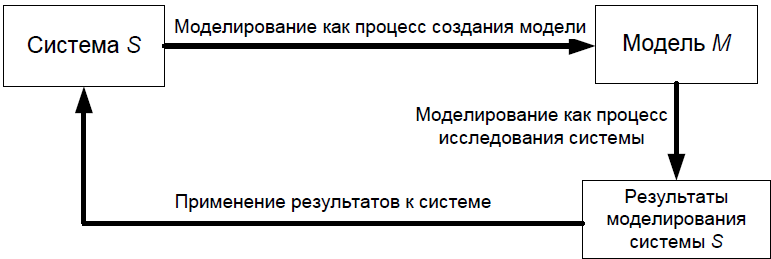 Моделирование как процесс создания модели
Система S
Модель M
Моделирование как процесс
исследования системы
Применение результатов к системе
Результаты
моделирования
системы S